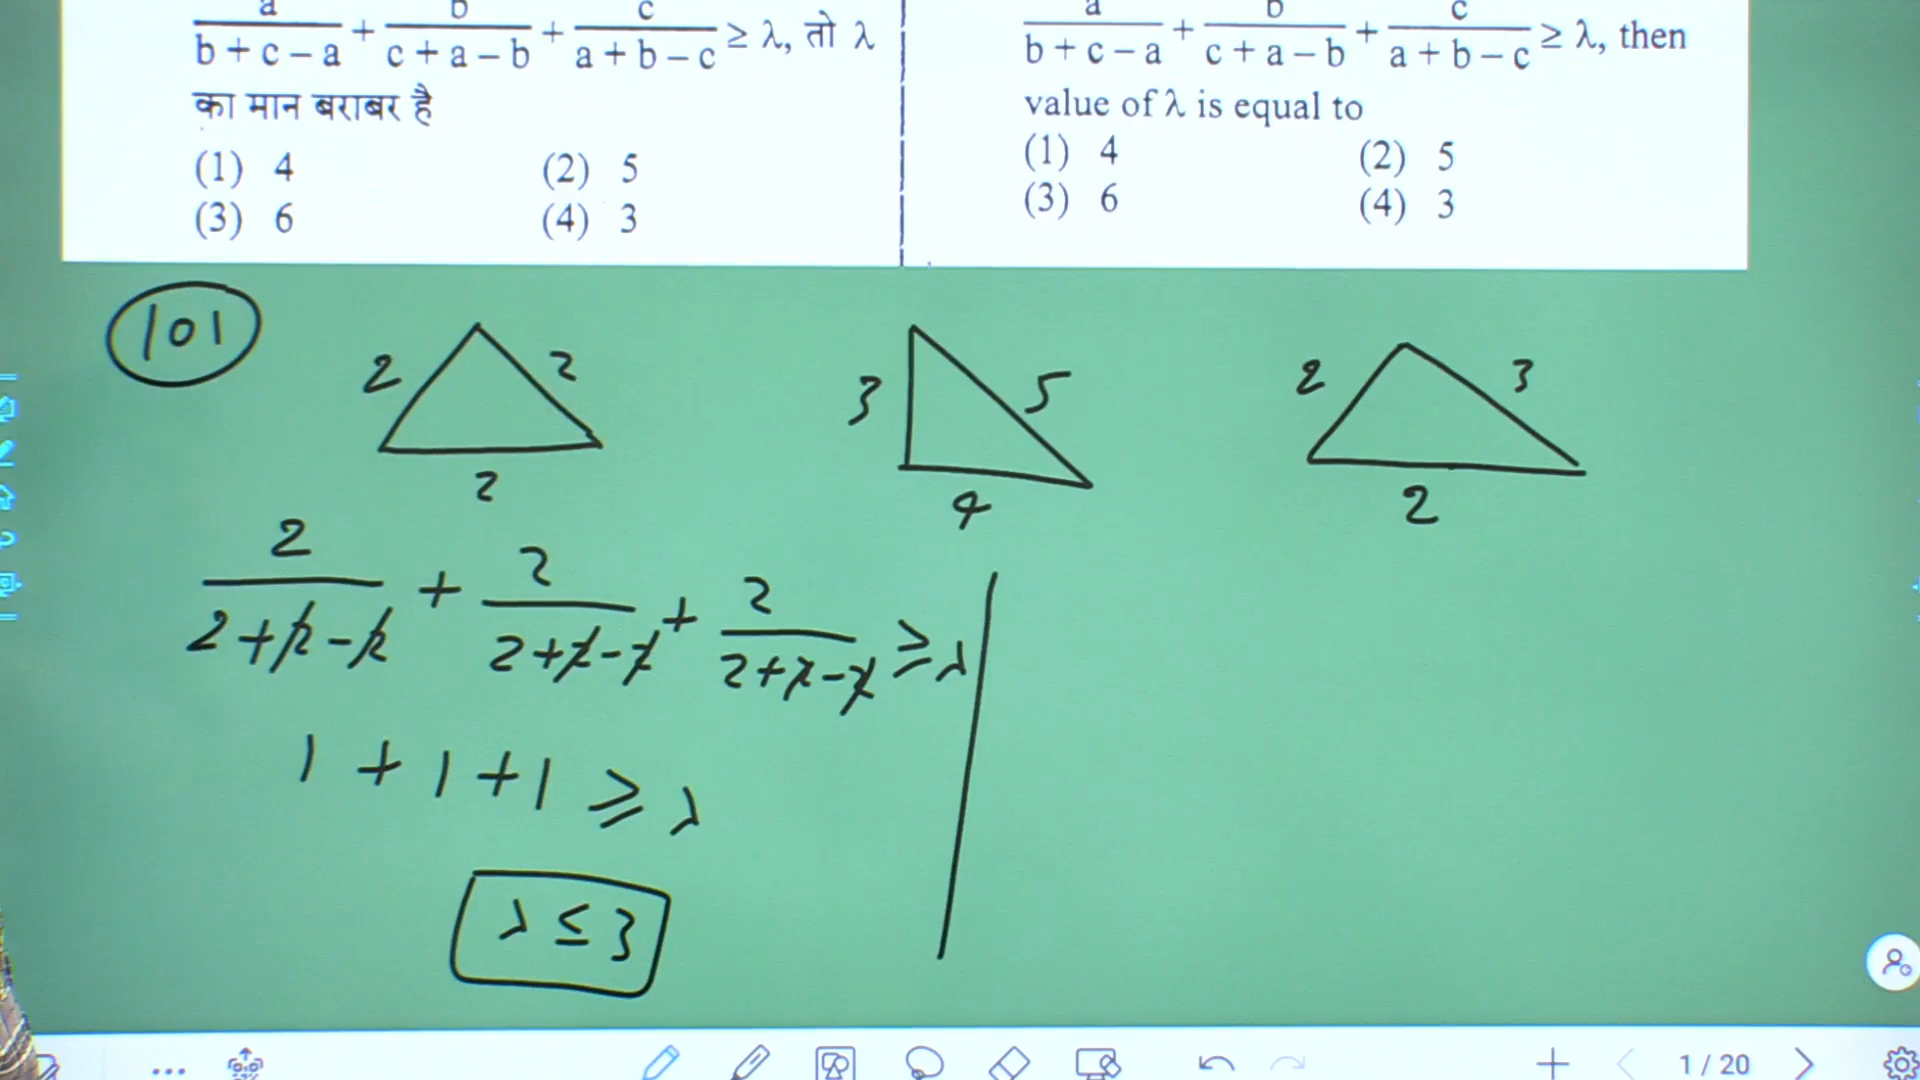 a/(b + c – a) + b/(c + a – b) + c/(a + b – c) ≥ λ, तो λ
का मान बराबर है
(1) 4 (2) 5
(3) 6 (4) 3
a/(b + c – a) + b/(c + a – b) + c/(a + b – c) ≥ λ, then
value of λ is equal to
(1) 4 (2) 5
(3) 6 (4) 3
101
2 2
2
3 5
4
2 3
2
2/(2+2-2) + 2/(2+2-2) + 2/(2+2-2) ≥ λ
1 + 1 + 1 ≥ λ
λ ≤ 3
1 / 20